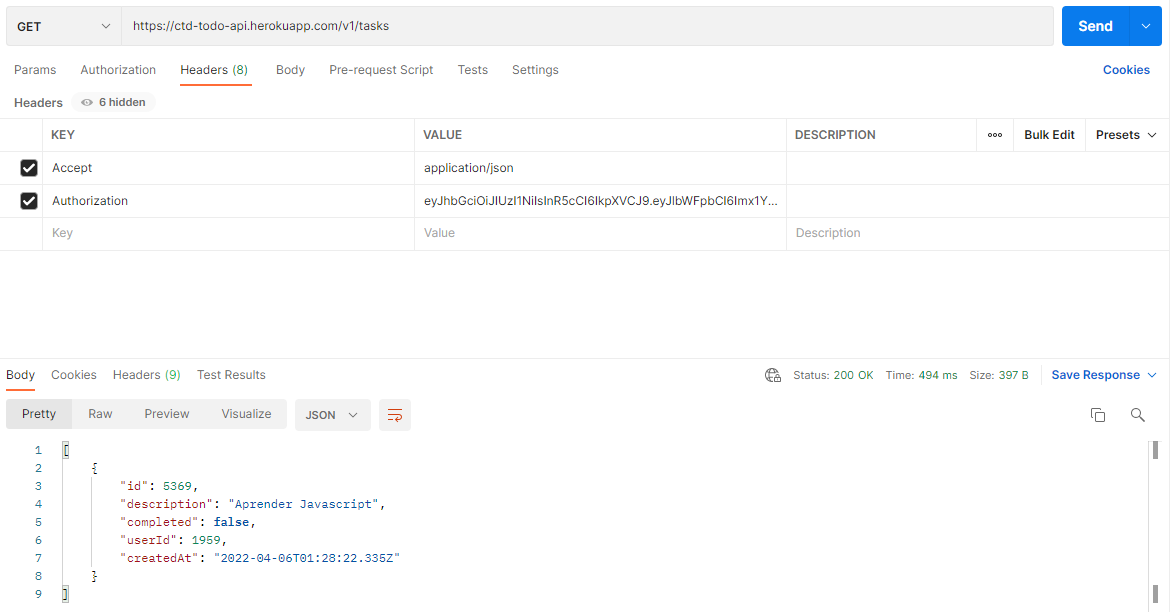 GET https://ctd-todo-api.herokuapp.com/v1/tasks Send
Params Authorization Headers (8) Body Pre-request Script Tests Settings Cookies
Headers 6 hidden
KEY VALUE DESCRIPTION Bulk Edit Presets
Accept application/json
Authorization eyJhbGciOiJIUzI1NiIsInR5cCI6IkpXVCJ9.eyJlbWFpbCI6Imx1Y...
Key Value Description
Body Cookies Headers (9) Test Results Status: 200 OK Time: 494 ms Size: 397 B Save Response
Pretty Raw Preview Visualize JSON
1 [
2 {
3 "id": 5369,
4 "description": "Aprender Javascript",
5 "completed": false,
6 "userId": 1959,
7 "createdAt": "2022-04-06T01:28:22.335Z"
8 }
9 ]